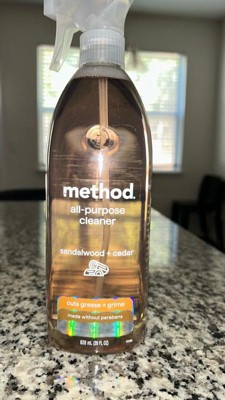 method.
all-purpose
cleaner
sandalwood + cedar
cuts grease + grime
made without parabens
828 mL (28 FL OZ)